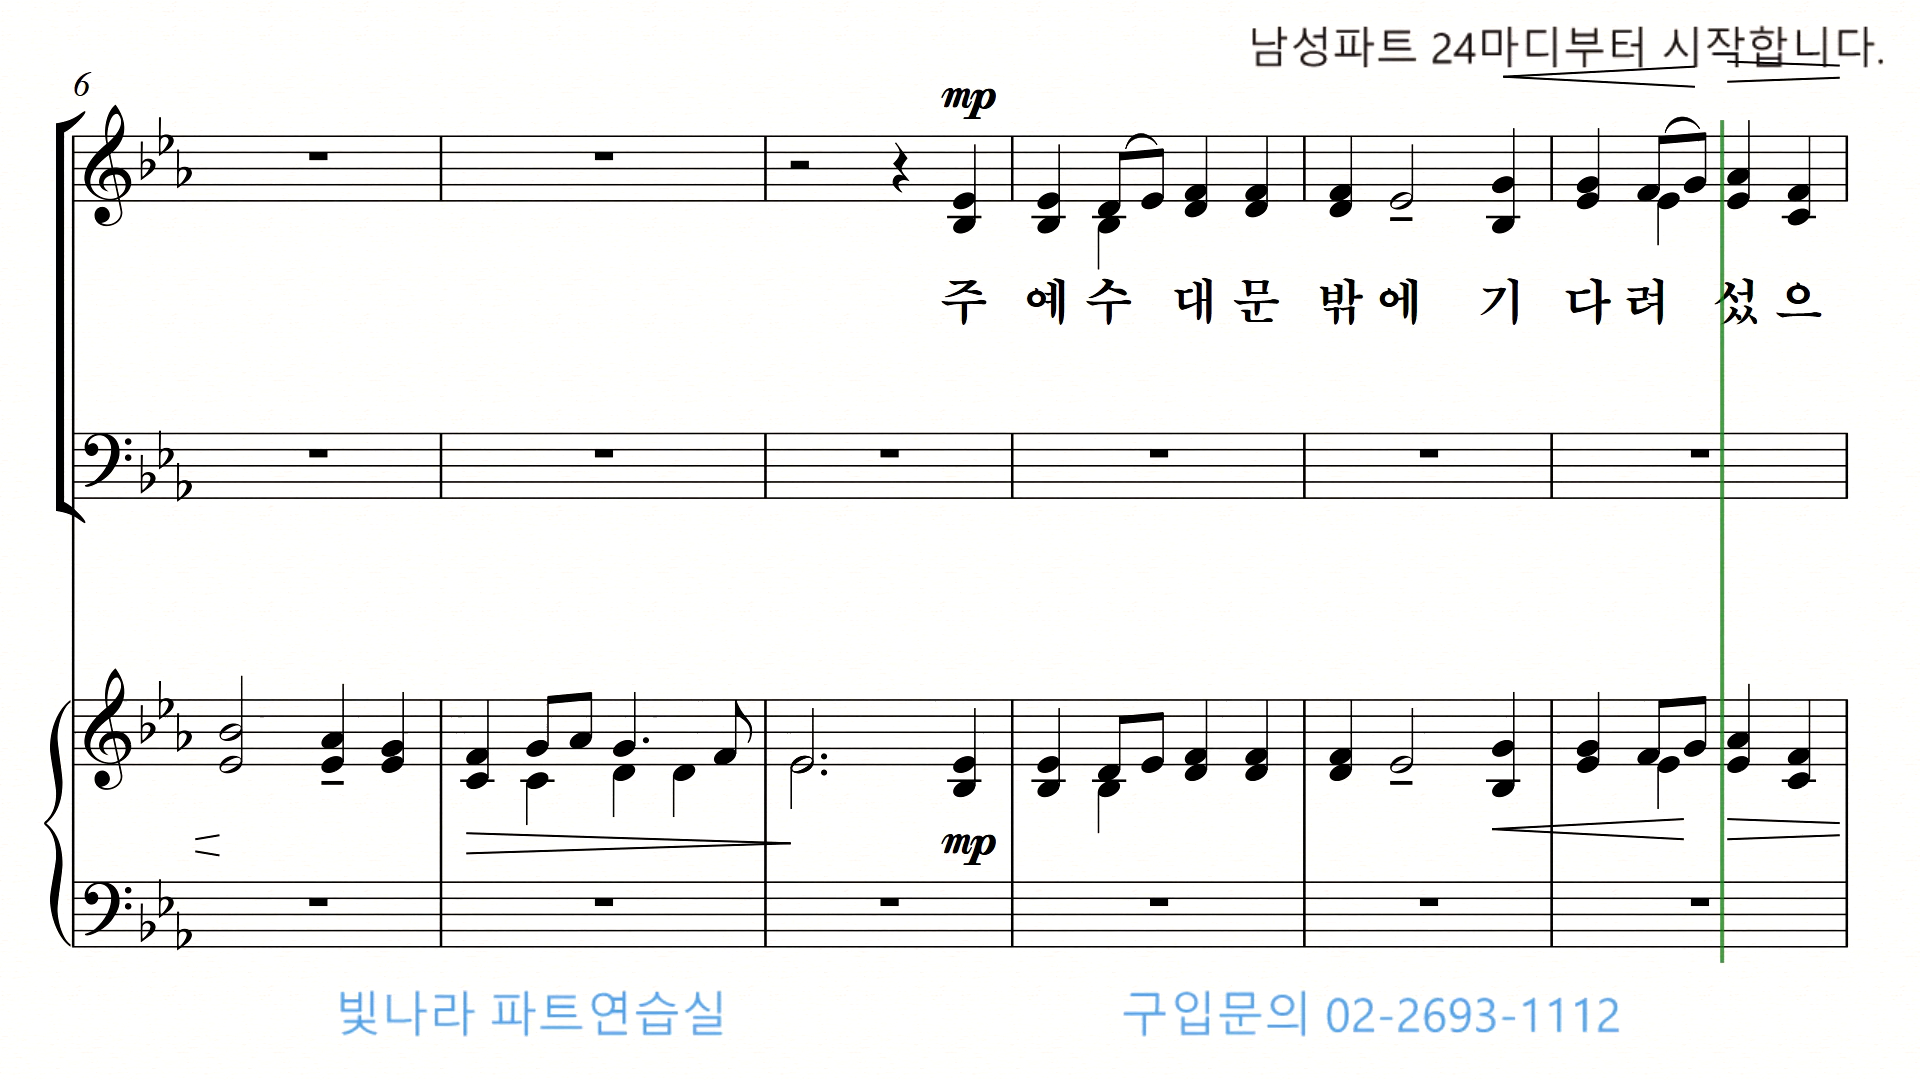 남성파트 24마디부터 시작합니다.
6
mp
주 예수 대문 밖에 기 다려 섰 으
mp
빛나라 파트연습실 구입문의 02-2693-1112